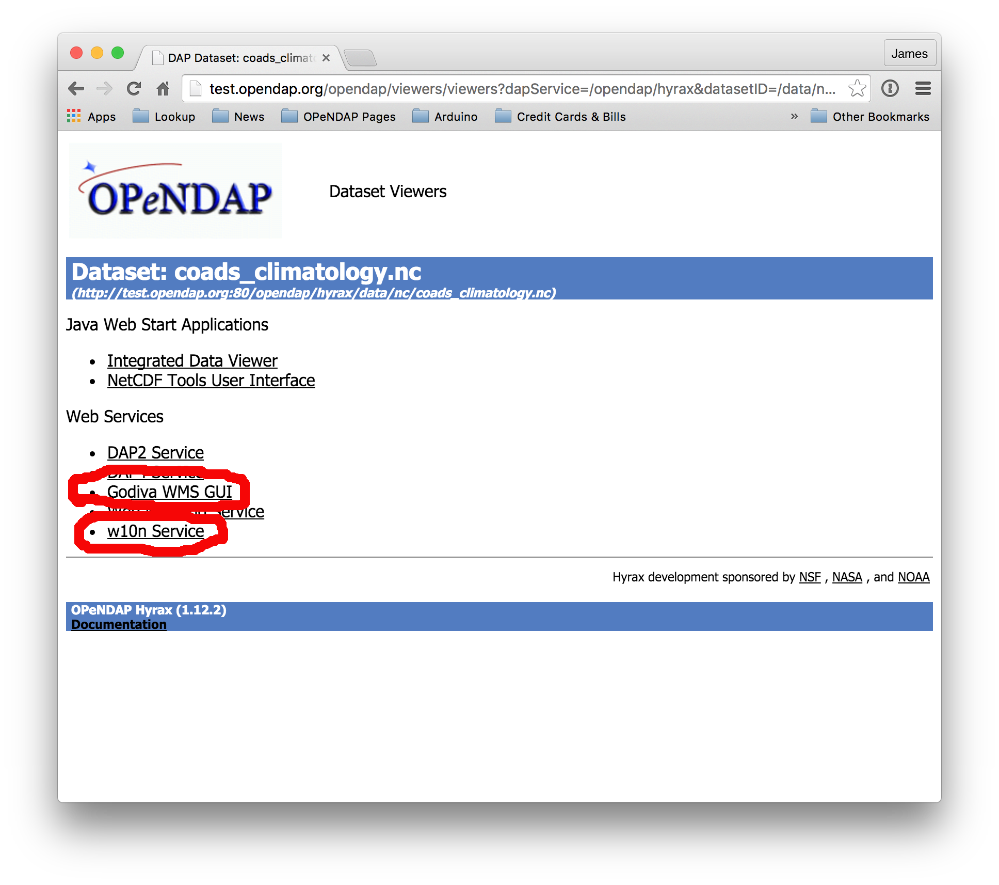 DAP Dataset: coads_climat
James
test.opendap.org/opendap/viewers/viewers?dapService=/opendap/hyrax&datasetID=/data/n...
Apps Lookup News OPeNDAP Pages Arduino Credit Cards & Bills » Other Bookmarks
OPeNDAP
Dataset Viewers
Dataset: coads_climatology.nc
(http://test.opendap.org:80/opendap/hyrax/data/nc/coads_climatology.nc)
Java Web Start Applications
• Integrated Data Viewer
• NetCDF Tools User Interface
Web Services
• DAP2 Service
• Service
• Godiva WMS GUI
• Service
• w10n Service
Hyrax development sponsored by NSF , NASA , and NOAA
OPeNDAP Hyrax (1.12.2)
Documentation